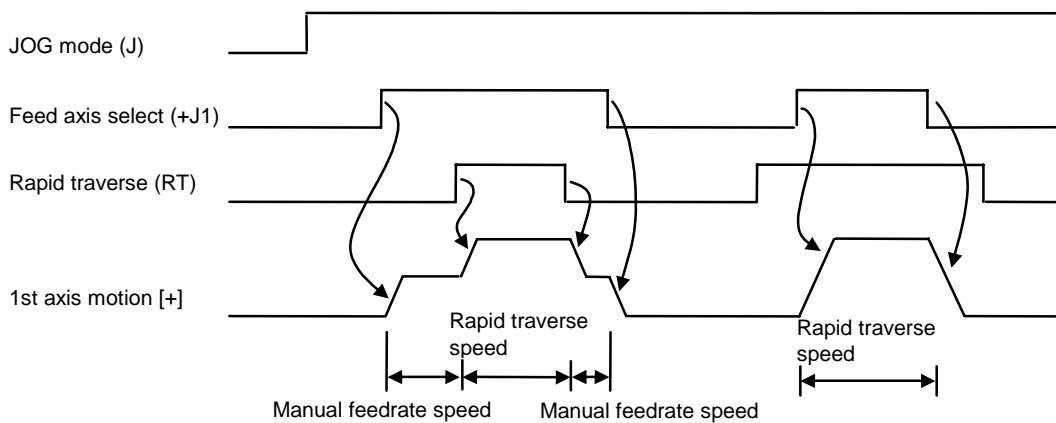 JOG mode (J)
Feed axis select (+J1)
Rapid traverse (RT)
1st axis motion [+]
Rapid traverse
speed
Rapid traverse
speed
Manual feedrate speed
Manual feedrate speed